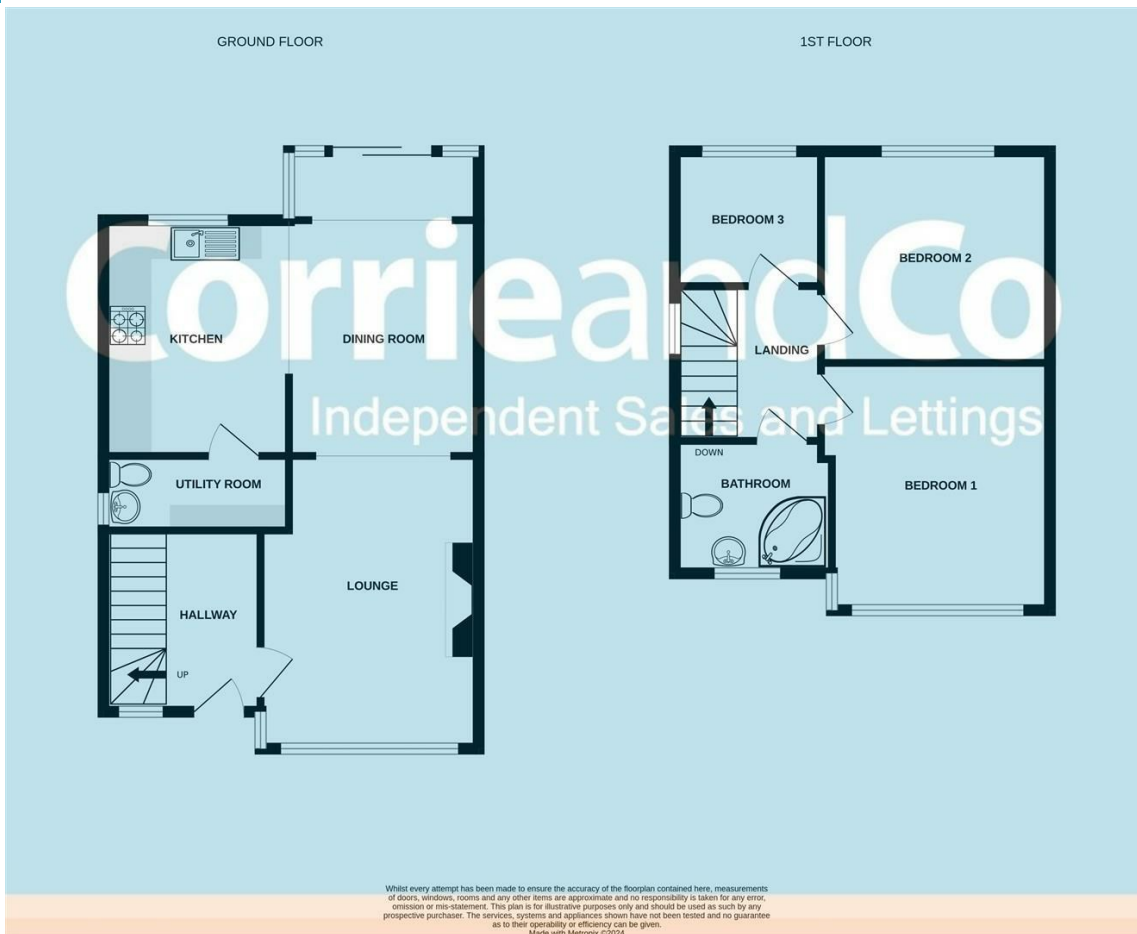 GROUND FLOOR
1ST FLOOR
CorrieandCo
Independent Sales and Lettings
KITCHEN
DINING ROOM
UTILITY ROOM
LOUNGE
HALLWAY
UP
BEDROOM 3
BEDROOM 2
LANDING
DOWN
BATHROOM
BEDROOM 1
Whilst every attempt has been made to ensure the accuracy of the floorplan contained here, measurements
of doors, windows, rooms and any other items are approximate and no responsibility is taken for any error,
omission or mis-statement. This plan is for illustrative purposes only and should be used as such by any
prospective purchaser. The services, systems and appliances shown have not been tested and no guarantee
as to their operability or efficiency can be given.
Made with Metropix ©2024